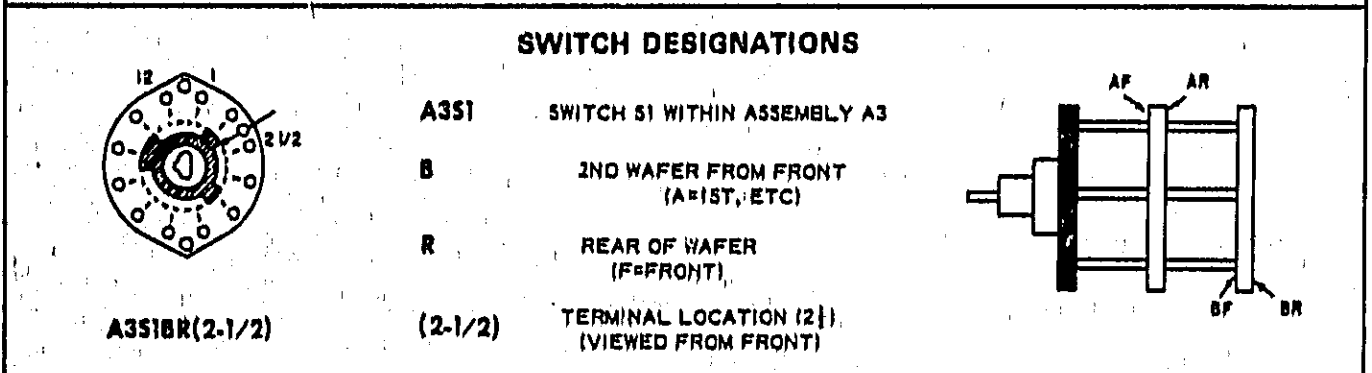 SWITCH DESIGNATIONS
12 1
2 1/2
A3S1BR(2-1/2)
A3S1 SWITCH S1 WITHIN ASSEMBLY A3
B 2ND WAFER FROM FRONT
(A=1ST, ETC)
R REAR OF WAFER
(F=FRONT)
(2-1/2) TERMINAL LOCATION (2½)
(VIEWED FROM FRONT)
AF AR
BF BR